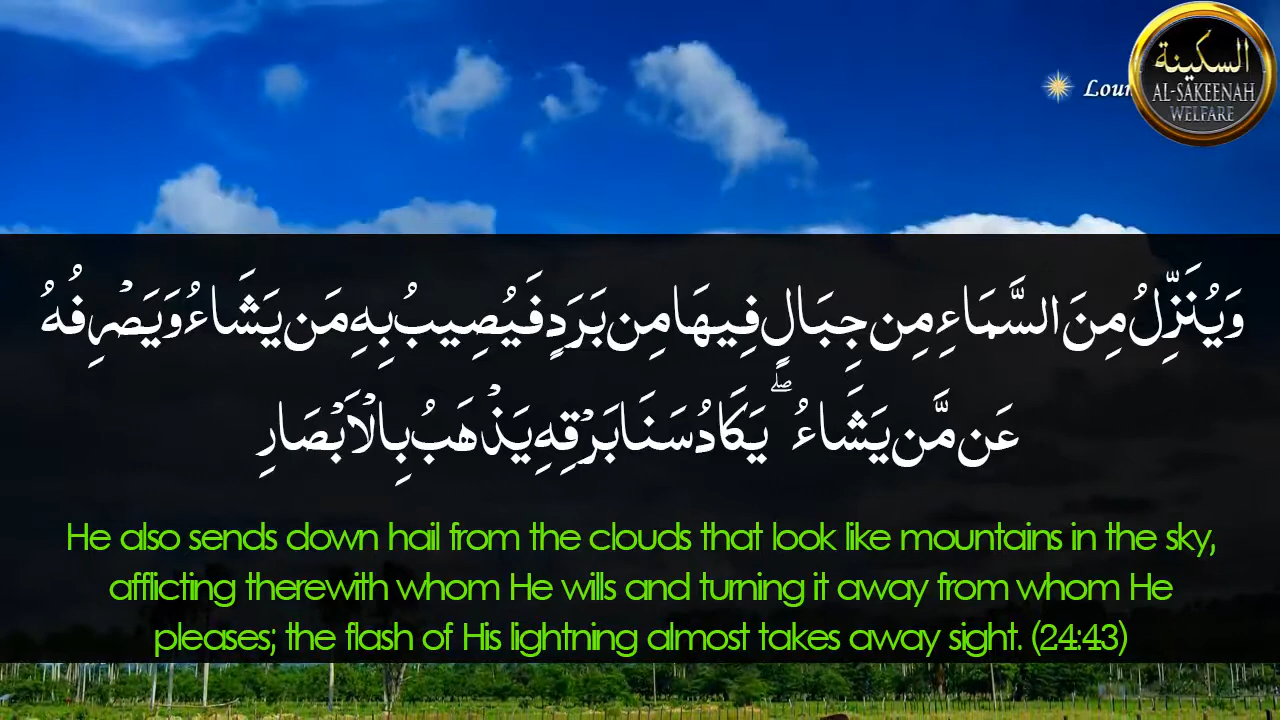 السكينة
AL-SAKEENAH
WELFARE
وَيُنَزِّلُ مِنَ السَّمَاءِ مِن جِبَالٍ فِيهَا مِن بَرَدٍ فَيُصِيبُ بِهِ مَن يَشَاءُ وَيَصْرِفُهُ
عَن مَّن يَشَاءُ ۖ يَكَادُ سَنَا بَرْقِهِ يَذْهَبُ بِالْأَبْصَارِ
He also sends down hail from the clouds that look like mountains in the sky,
afflicting therewith whom He wills and turning it away from whom He
pleases; the flash of His lightning almost takes away sight. (24:43)